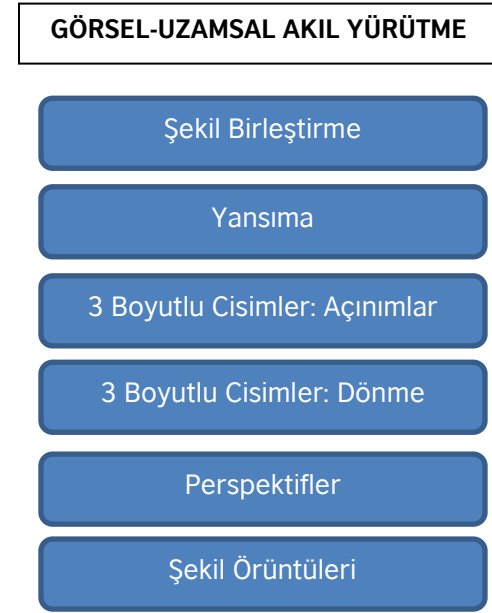 GÖRSEL-UZAMSAL AKIL YÜRÜTME
Şekil Birleştirme
Yansıma
3 Boyutlu Cisimler: Açınımlar
3 Boyutlu Cisimler: Dönme
Perspektifler
Şekil Örüntüleri